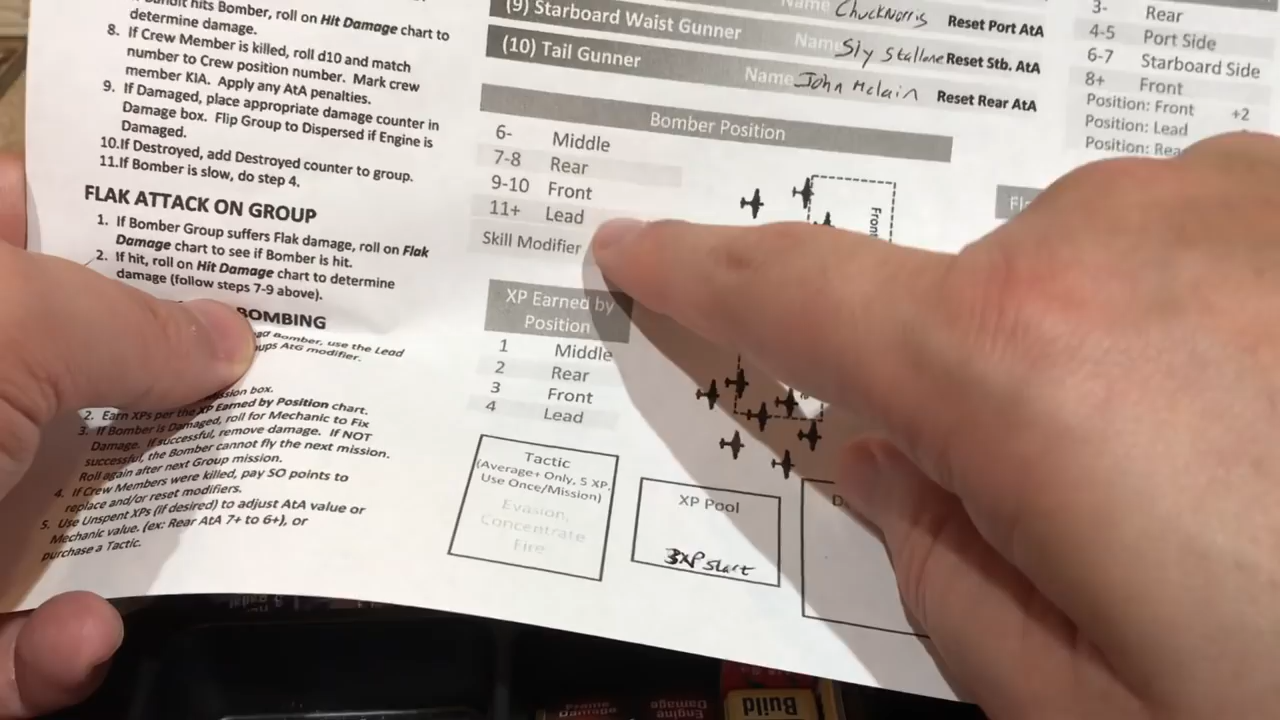 hits Bomber, roll on Hit Damage chart to
determine damage.
8. If Crew Member is killed, roll d10 and match
number to Crew position number. Mark crew
member KIA. Apply any AtA penalties.
9. If Damaged, place appropriate damage counter in
Damage box. Flip Group to Dispersed if Engine is
Damaged.
10.If Destroyed, add Destroyed counter to group.
11.If Bomber is slow, do step 4.
FLAK ATTACK ON GROUP
1. If Bomber Group suffers Flak damage, roll on Flak
Damage chart to see if Bomber is hit.
2. If hit, roll on Hit Damage chart to determine
damage (follow steps 7-9 above).
BOMBING
Bomber, use the Lead
AtG modifier.
box.
2. Earn XPs per the XP Earned by Position chart.
3. If Bomber is Damaged, roll for Mechanic to Fix
Damage. If successful, remove damage. If NOT
successful, the Bomber cannot fly the next mission.
Roll again after next Group mission.
4. If Crew Members were killed, pay SO points to
replace and/or reset modifiers.
5. Use Unspent XPs (if desired) to adjust AtA value or
Mechanic value. (ex: Rear AtA 7+ to 6+), or
purchase a Tactic.
Name ChuckNorris Reset Port AtA
(9) Starboard Waist Gunner Name Sly Stallone Reset Stb. AtA
(10) Tail Gunner Name John Mclain Reset Rear AtA
Bomber Position
6- Middle
7-8 Rear
9-10 Front
11+ Lead
Skill Modifier
Front
XP Earned by
Position
1 Middle
2 Rear
3 Front
4 Lead
Tactic
(Average+ Only, 5 XP.
Use Once/Mission)
Evasion,
Concentrate
Fire
XP Pool
3XP start
3- Rear
4-5 Port Side
6-7 Starboard Side
8+ Front
Position: Front +2
Position: Lead
Position:
Engine
Damage
Build